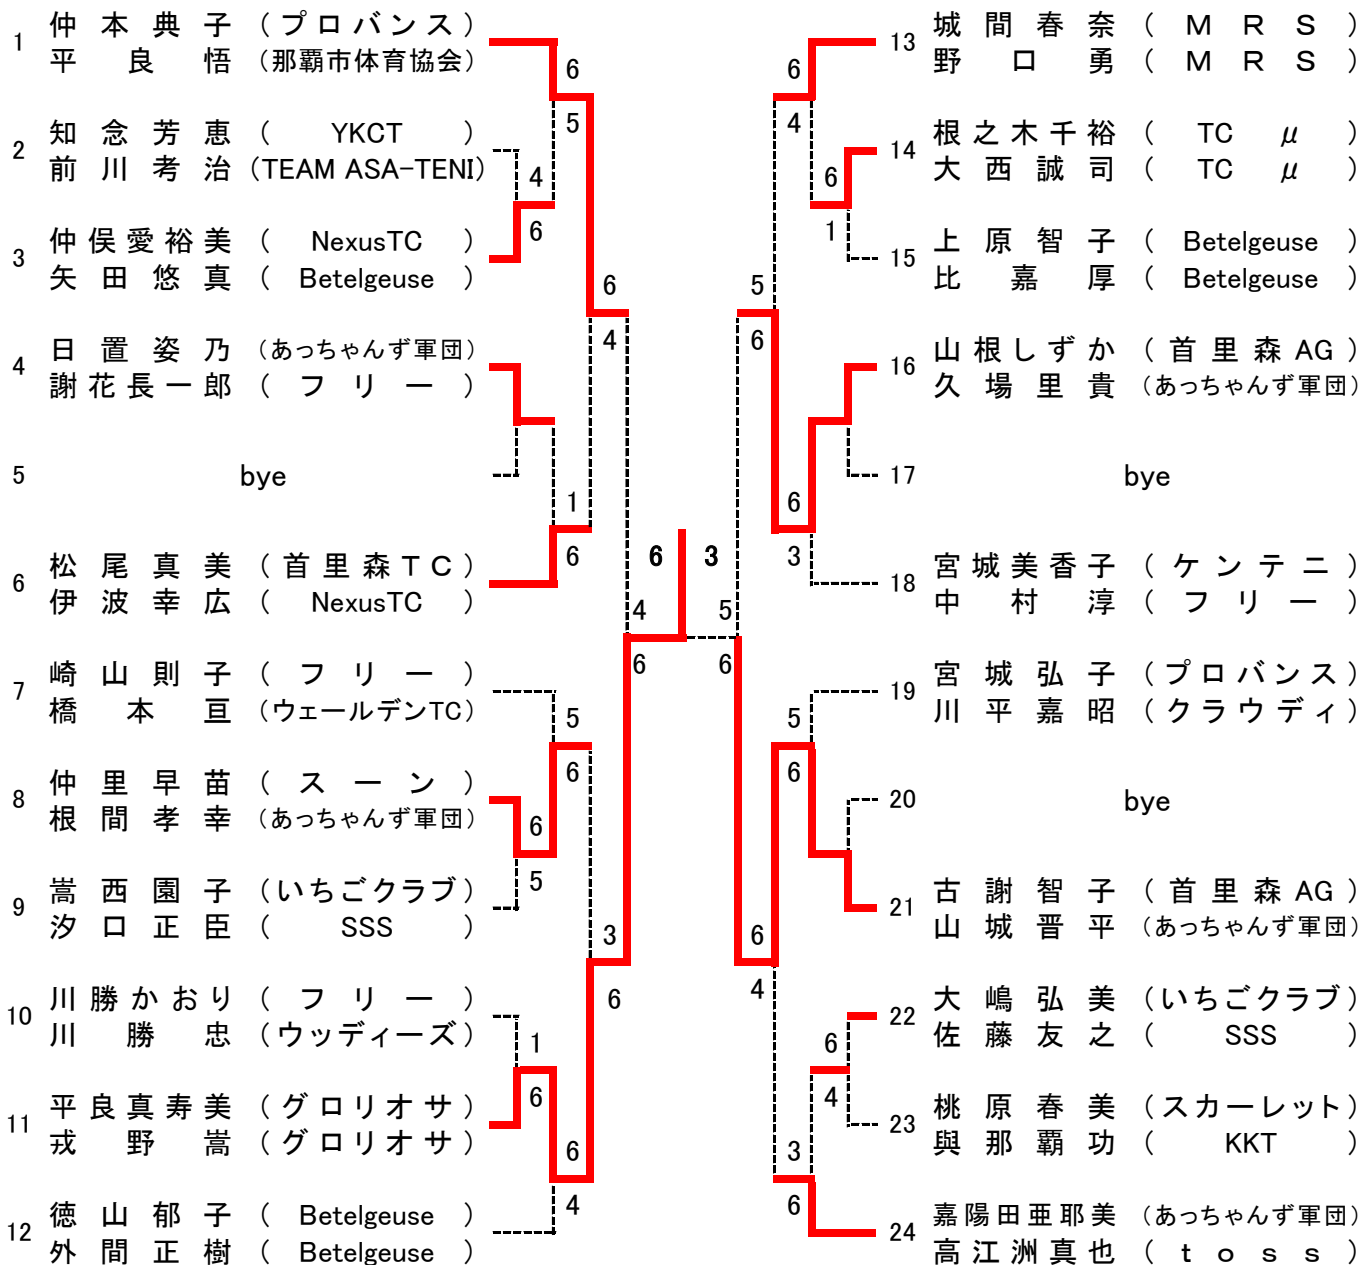 1 仲本典子 (プロバンス)
平良悟 (那覇市体育協会)
2 知念芳恵 ( YKCT )
前川考治 (TEAM ASA-TENI)
3 仲俣愛裕美 ( NexusTC )
矢田悠真 ( Betelgeuse )
4 日置姿乃 (あっちゃんず軍団)
謝花長一郎 ( フリー )
5 bye
6 松尾真美 (首里森TC)
伊波幸広 ( NexusTC )
7 崎山則子 ( フリー )
橋本亘 (ウェールデンTC)
8 仲里早苗 ( スーン )
根間孝幸 (あっちゃんず軍団)
9 嵩西園子 (いちごクラブ)
汐口正臣 ( SSS )
10 川勝かおり ( フリー )
川勝忠 (ウッディーズ)
11 平良真寿美 (グロリオサ)
戎野嵩 (グロリオサ)
12 徳山郁子 ( Betelgeuse )
外間正樹 ( Betelgeuse )
6
5
4
6
6
4
1
6
4
6
5
6
6
5
3
6
1
6
6
4
6 3
13 城間春奈 ( MRS )
野口勇 ( MRS )
14 根之木千裕 ( TC μ )
大西誠司 ( TC μ )
15 上原智子 ( Betelgeuse )
比嘉厚 ( Betelgeuse )
16 山根しずか (首里森AG)
久場里貴 (あっちゃんず軍団)
17 bye
18 宮城美香子 (ケンテニ)
中村淳 ( フリー )
19 宮城弘子 (プロバンス)
川平嘉昭 (クラウディ)
20 bye
21 古謝智子 (首里森AG)
山城晋平 (あっちゃんず軍団)
22 大嶋弘美 (いちごクラブ)
佐藤友之 ( SSS )
23 桃原春美 (スカーレット)
與那覇功 ( KKT )
24 嘉陽田亜耶美 (あっちゃんず軍団)
高江洲真也 ( toss )
6
4
6
1
5
6
6
3
5
6
5
6
6
4
6
4
3
6